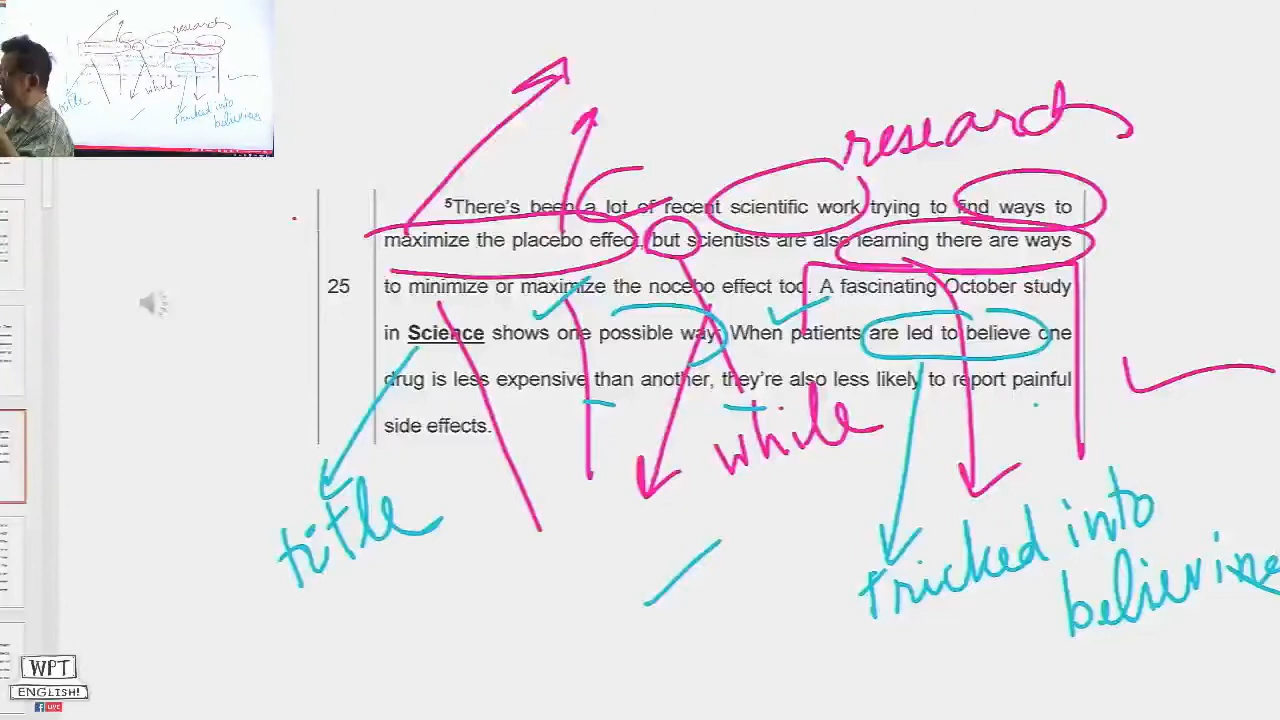 research
⁵There's been a lot of recent scientific work trying to find ways to
maximize the placebo effect, but scientists are also learning there are ways
25 to minimize or maximize the nocebo effect too. A fascinating October study
in Science shows one possible way. When patients are led to believe one
drug is less expensive than another, they're also less likely to report painful
side effects.
while
title
tricked into
believing
WPT
ENGLISH!
LIVE